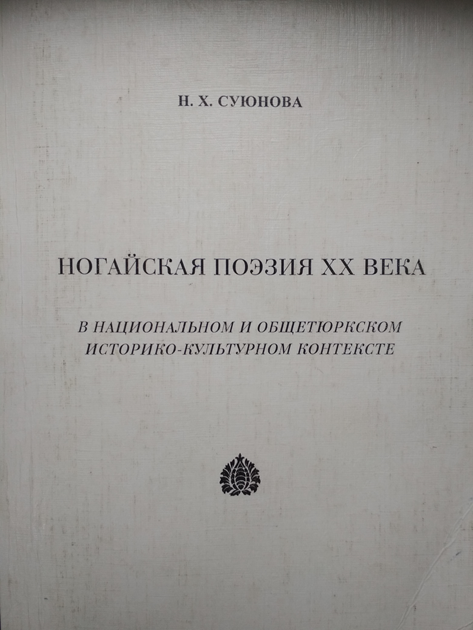 Н. Х. СУЮНОВА
НОГАЙСКАЯ ПОЭЗИЯ XX ВЕКА
В НАЦИОНАЛЬНОМ И ОБЩЕТЮРКСКОМ
ИСТОРИКО-КУЛЬТУРНОМ КОНТЕКСТЕ